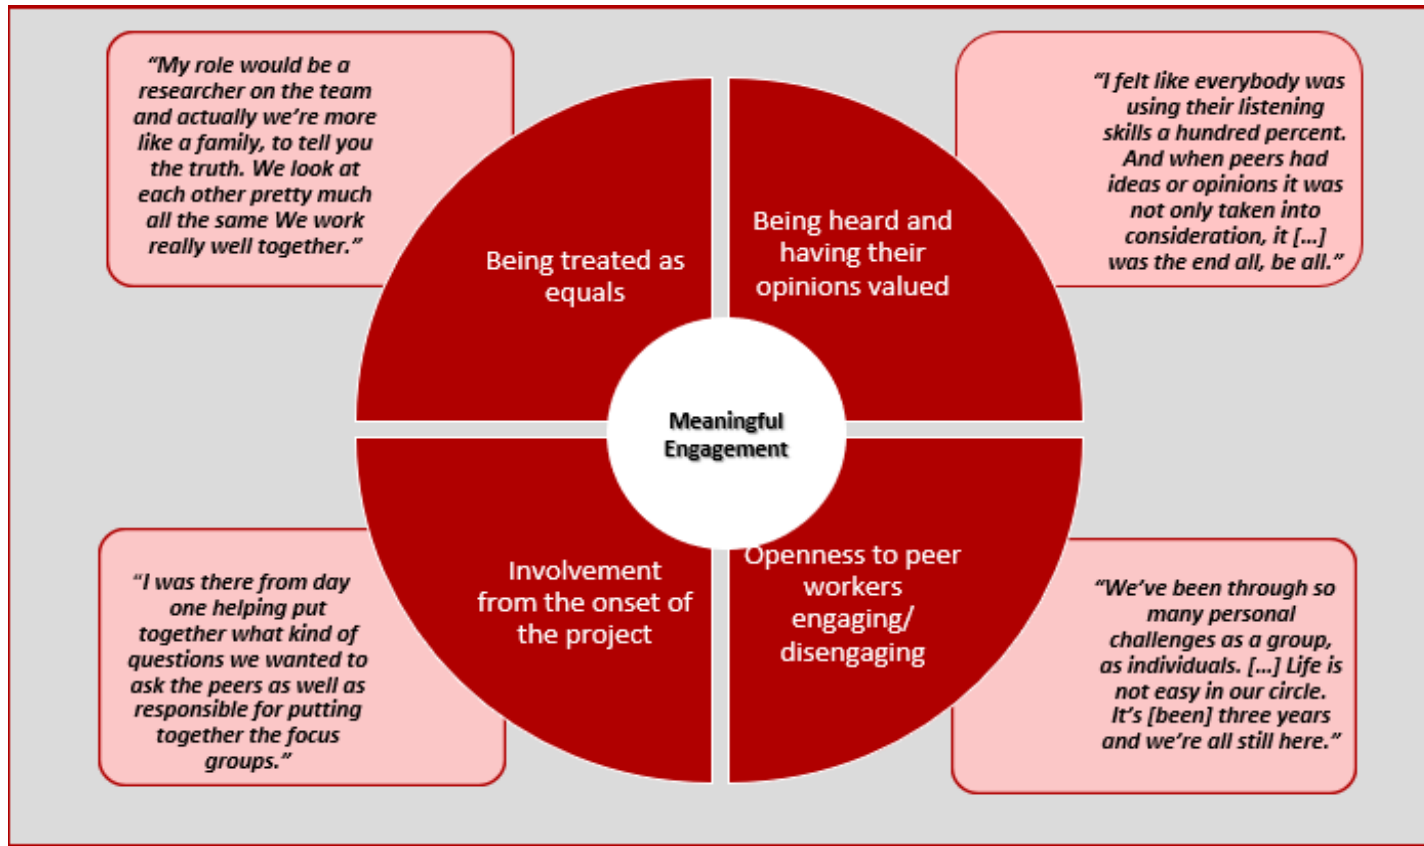 “My role would be a
researcher on the team
and actually we’re more
like a family, to tell you
the truth. We look at
each other pretty much
all the same We work
really well together.”
Being treated as
equals
Being heard and
having their
opinions valued
“I felt like everybody was
using their listening
skills a hundred percent.
And when peers had
ideas or opinions it was
not only taken into
consideration, it […]
was the end all, be all.”
Meaningful
Engagement
“I was there from day
one helping put
together what kind of
questions we wanted to
ask the peers as well as
responsible for putting
together the focus
groups.”
Involvement
from the onset of
the project
Openness to peer
workers
engaging/
disengaging
“We’ve been through so
many personal
challenges as a group,
as individuals. […] Life is
not easy in our circle.
It’s [been] three years
and we’re all still here.”